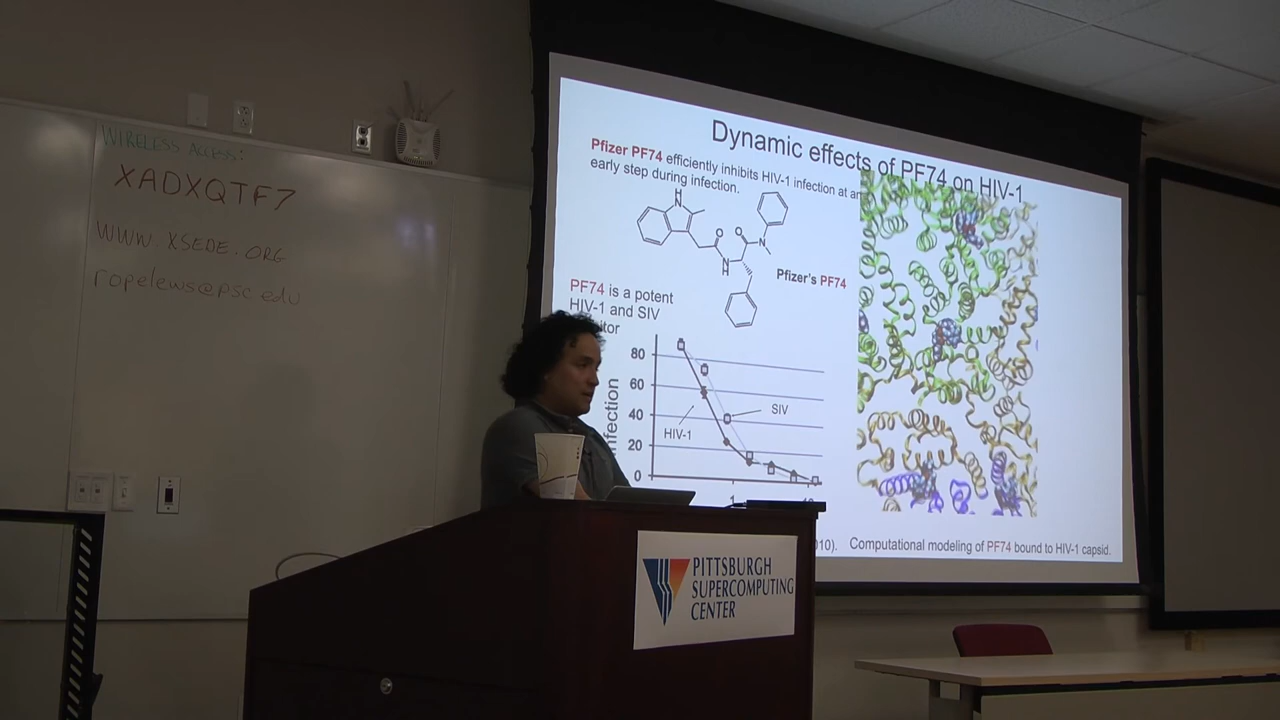 WIRELESS ACCESS:
XADXQTF7
WWW.XSEDE.ORG
ropelews@psc.edu
Dynamic effects of PF74 on HIV-1
Pfizer PF74 efficiently inhibits HIV-1 infection at an
early step during infection.
N
H
O
O
N
N
H
Pfizer's PF74
PF74 is a potent
HIV-1 and SIV
80
60
40
20
0
HIV-1
SIV
1
Computational modeling of PF74 bound to HIV-1 capsid.
PITTSBURGH
SUPERCOMPUTING
CENTER